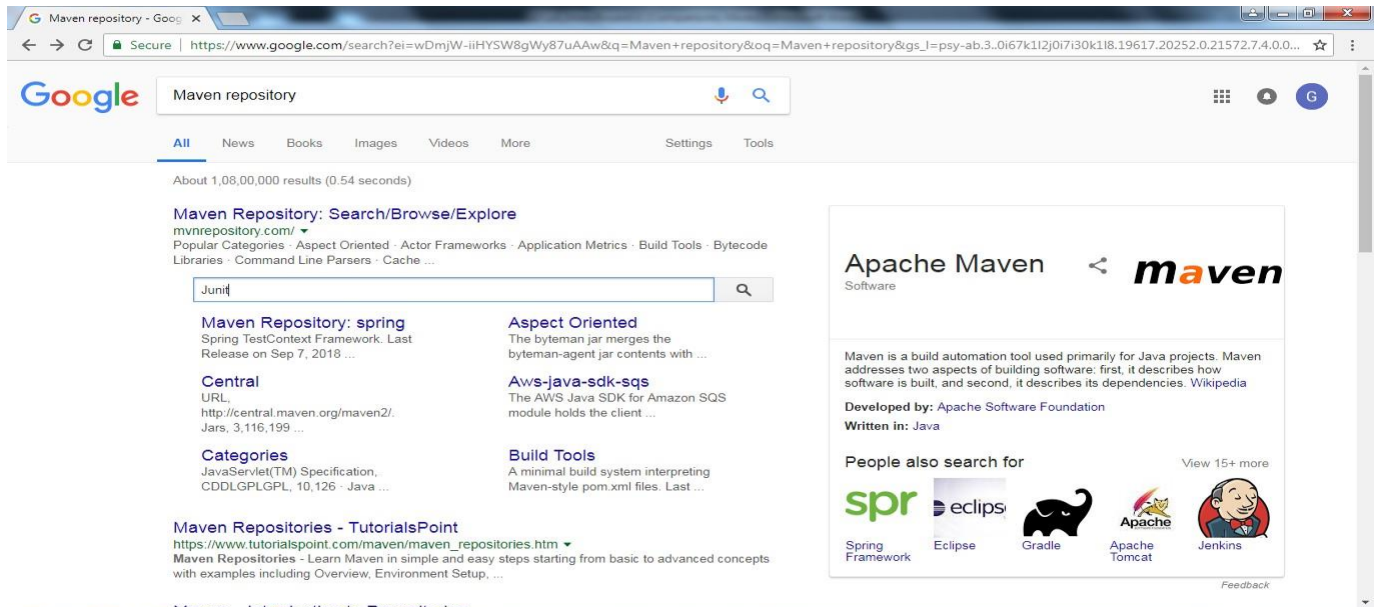 G Maven repository - Goog
Secure | https://www.google.com/search?ei=wDmjW-iiHYSW8gWy87uAAw&q=Maven+repository&oq=Maven+repository&gs_l=psy-ab.3..0i67k1l2j0i7i30k1l8.19617.20252.0.21572.7.4.0.0...
Google
Maven repository
G
All News Books Images Videos More Settings Tools
About 1,08,00,000 results (0.54 seconds)
Maven Repository: Search/Browse/Explore
mvnrepository.com/
Popular Categories · Aspect Oriented · Actor Frameworks · Application Metrics · Build Tools · Bytecode
Libraries · Command Line Parsers · Cache ...
Junit
Maven Repository: spring
Spring TestContext Framework. Last
Release on Sep 7, 2018 ...
Aspect Oriented
The byteman jar merges the
byteman-agent jar contents with ...
Central
URL,
http://central.maven.org/maven2/.
Jars, 3,116,199 ...
Aws-java-sdk-sqs
The AWS Java SDK for Amazon SQS
module holds the client ...
Categories
JavaServlet(TM) Specification,
CDDLGPLGPL, 10,126 · Java ...
Build Tools
A minimal build system interpreting
Maven-style pom.xml files. Last ...
Maven Repositories - TutorialsPoint
https://www.tutorialspoint.com/maven/maven_repositories.htm
Maven Repositories - Learn Maven in simple and easy steps starting from basic to advanced concepts
with examples including Overview, Environment Setup, ...
Apache Maven
Software
maven
Maven is a build automation tool used primarily for Java projects. Maven
addresses two aspects of building software: first, it describes how
software is built, and second, it describes its dependencies. Wikipedia
Developed by: Apache Software Foundation
Written in: Java
People also search for
View 15+ more
spr
eclips
Apache
Spring
Framework
Eclipse
Gradle
Apache
Tomcat
Jenkins
Feedback